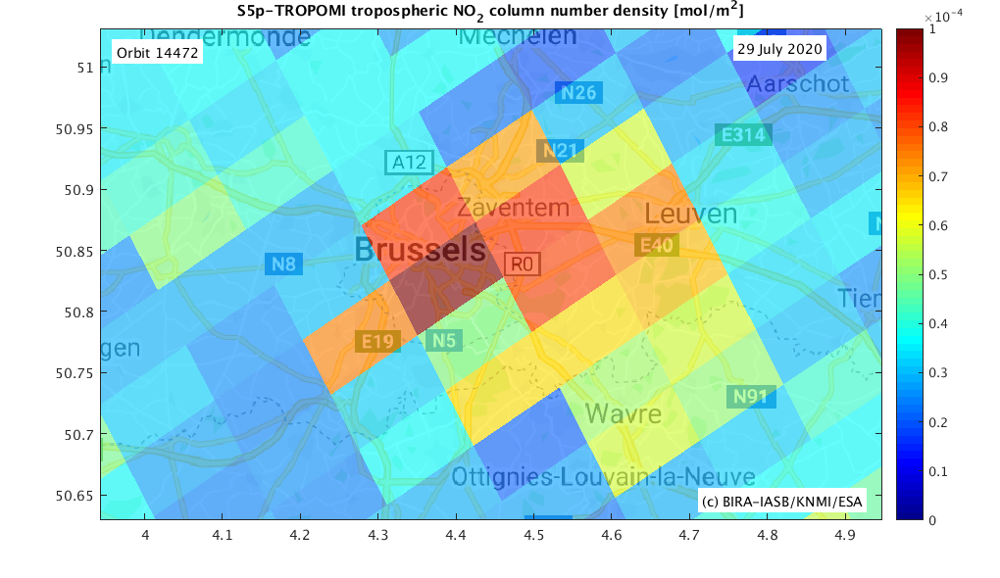 S5p-TROPOMI tropospheric NO2 column number density [mol/m2]
×10-4
Orbit 14472
29 July 2020
Dendermonde
Mechelen
Aarschot
N26
E314
N21
A12
Zaventem
Leuven
Brussels
E40
R0
N8
Tier
E19
N5
gen
N91
Wavre
Ottignies-Louvain-la-Neuve
(c) BIRA-IASB/KNMI/ESA
51
50.95
50.9
50.85
50.8
50.75
50.7
50.65
4 4.1 4.2 4.3 4.4 4.5 4.6 4.7 4.8 4.9
1
0.9
0.8
0.7
0.6
0.5
0.4
0.3
0.2
0.1
0